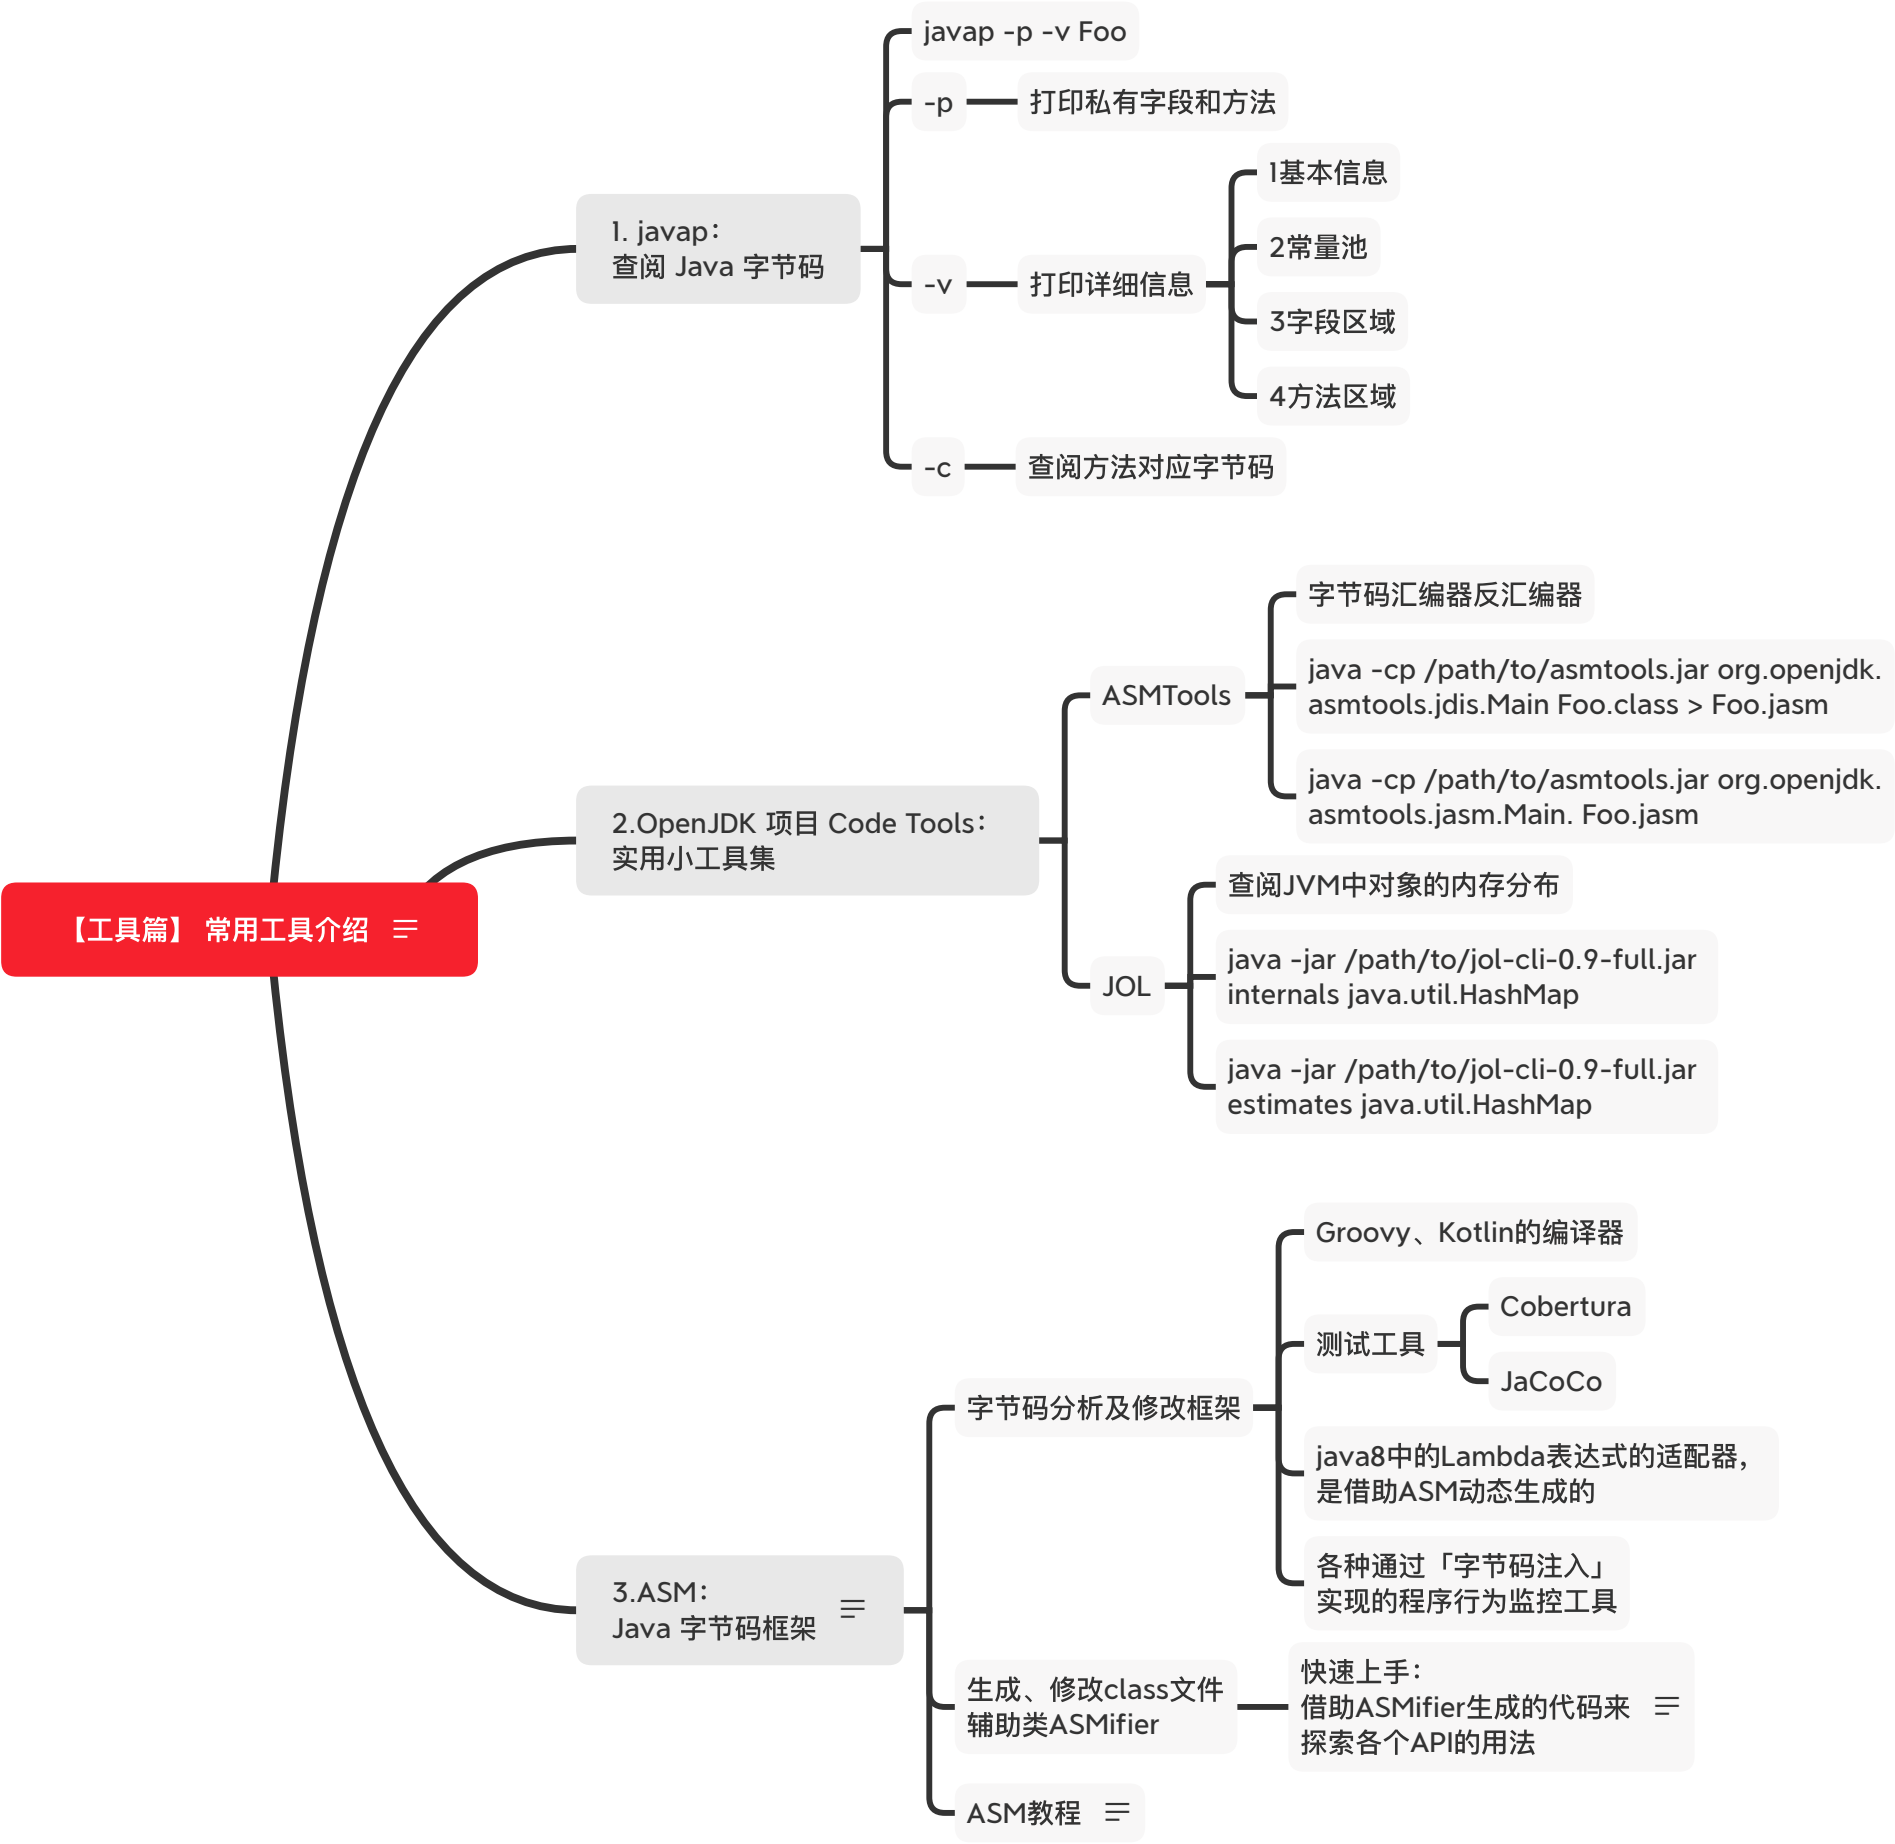 【工具篇】 常用工具介绍
1. javap：
查阅 Java 字节码
javap -p -v Foo
-p
打印私有字段和方法
-v
打印详细信息
1基本信息
2常量池
3字段区域
4方法区域
-c
查阅方法对应字节码
2.OpenJDK 项目 Code Tools：
实用小工具集
ASMTools
字节码汇编器反汇编器
java -cp /path/to/asmtools.jar org.openjdk.
asmtools.jdis.Main Foo.class > Foo.jasm
java -cp /path/to/asmtools.jar org.openjdk.
asmtools.jasm.Main. Foo.jasm
JOL
查阅JVM中对象的内存分布
java -jar /path/to/jol-cli-0.9-full.jar
internals java.util.HashMap
java -jar /path/to/jol-cli-0.9-full.jar
estimates java.util.HashMap
3.ASM：
Java 字节码框架
字节码分析及修改框架
Groovy、Kotlin的编译器
测试工具
Cobertura
JaCoCo
java8中的Lambda表达式的适配器，
是借助ASM动态生成的
各种通过「字节码注入」
实现的程序行为监控工具
生成、修改class文件
辅助类ASMifier
快速上手：
借助ASMifier生成的代码来
探索各个API的用法
ASM教程